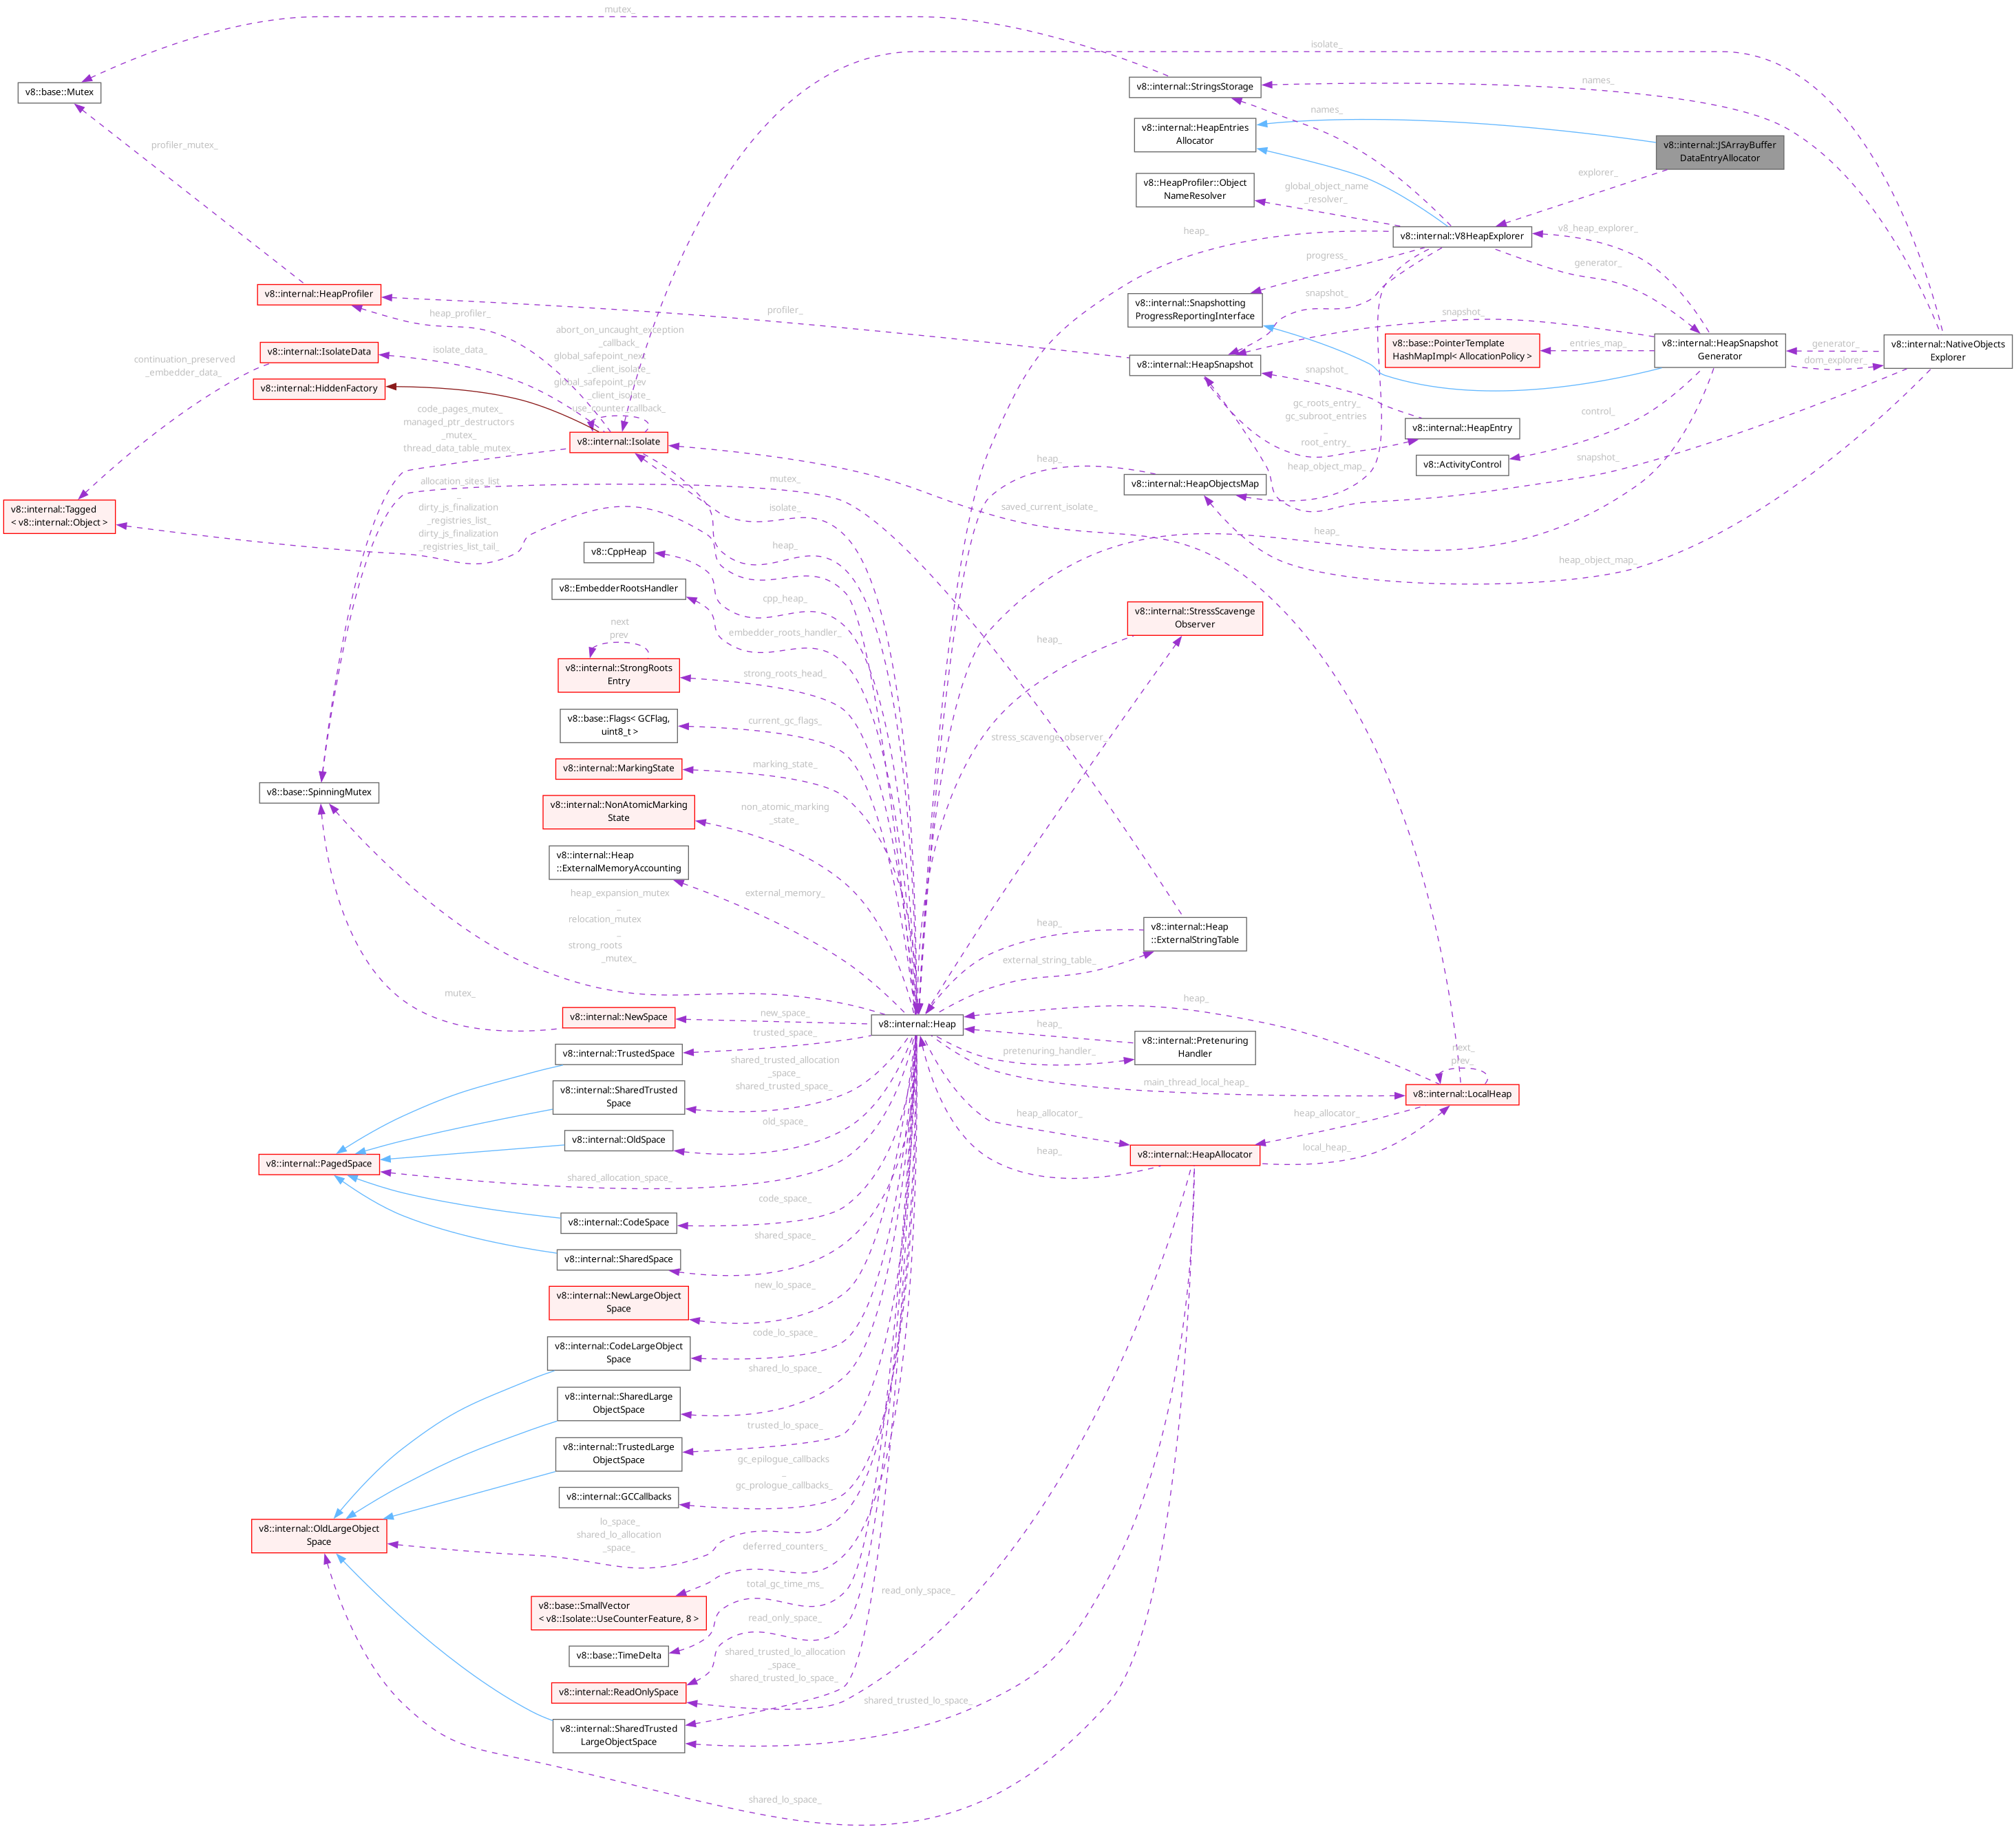 mutex_
isolate_
names_
v8::base::Mutex
v8::internal::StringsStorage
names_
v8::internal::HeapEntries
Allocator
v8::internal::JSArrayBuffer
DataEntryAllocator
profiler_mutex_
explorer_
v8::HeapProfiler::Object
NameResolver
global_object_name
_resolver_
heap_
v8::internal::V8HeapExplorer
v8_heap_explorer_
progress_
generator_
v8::internal::HeapProfiler
heap_profiler_
profiler_
v8::internal::Snapshotting
ProgressReportingInterface
snapshot_
snapshot_
abort_on_uncaught_exception
_callback_
global_safepoint_next
_client_isolate_
global_safepoint_prev
_client_isolate_
use_counter_callback_
v8::internal::IsolateData
isolate_data_
continuation_preserved
_embedder_data_
v8::internal::HiddenFactory
v8::internal::HeapSnapshot
snapshot_
v8::base::PointerTemplate
HashMapImpl< AllocationPolicy >
entries_map_
v8::internal::HeapSnapshot
Generator
generator_
dom_explorer_
v8::internal::NativeObjects
Explorer
code_pages_mutex_
managed_ptr_destructors
_mutex_
thread_data_table_mutex_
v8::internal::Isolate
gc_roots_entry_
gc_subroot_entries
_
root_entry_
v8::internal::HeapEntry
control_
v8::ActivityControl
snapshot_
heap_
heap_object_map_
v8::internal::HeapObjectsMap
mutex_
saved_current_isolate_
v8::internal::Tagged
< v8::internal::Object >
allocation_sites_list
_
dirty_js_finalization
_registries_list_
dirty_js_finalization
_registries_list_tail_
isolate_
heap_
heap_
heap_object_map_
v8::CppHeap
cpp_heap_
v8::EmbedderRootsHandler
embedder_roots_handler_
next
prev
v8::internal::StrongRoots
Entry
strong_roots_head_
v8::internal::StressScavenge
Observer
heap_
v8::base::Flags< GCFlag,
uint8_t >
current_gc_flags_
stress_scavenge_observer_
v8::internal::MarkingState
marking_state_
v8::base::SpinningMutex
v8::internal::NonAtomicMarking
State
non_atomic_marking
_state_
v8::internal::Heap
::ExternalMemoryAccounting
external_memory_
heap_expansion_mutex
_
relocation_mutex
_
strong_roots
_mutex_
v8::internal::Heap
::ExternalStringTable
heap_
external_string_table_
mutex_
v8::internal::NewSpace
new_space_
v8::internal::Heap
heap_
heap_
v8::internal::TrustedSpace
trusted_space_
v8::internal::Pretenuring
Handler
pretenuring_handler_
next_
prev_
v8::internal::SharedTrusted
Space
shared_trusted_allocation
_space_
shared_trusted_space_
main_thread_local_heap_
v8::internal::LocalHeap
v8::internal::OldSpace
old_space_
heap_allocator_
heap_allocator_
v8::internal::PagedSpace
shared_allocation_space_
heap_
v8::internal::HeapAllocator
local_heap_
v8::internal::CodeSpace
code_space_
v8::internal::SharedSpace
shared_space_
v8::internal::NewLargeObject
Space
new_lo_space_
v8::internal::CodeLargeObject
Space
code_lo_space_
v8::internal::SharedLarge
ObjectSpace
shared_lo_space_
v8::internal::TrustedLarge
ObjectSpace
trusted_lo_space_
v8::internal::GCCallbacks
gc_epilogue_callbacks
_
gc_prologue_callbacks_
v8::internal::OldLargeObject
Space
lo_space_
shared_lo_allocation
_space_
deferred_counters_
v8::base::SmallVector
< v8::Isolate::UseCounterFeature, 8 >
total_gc_time_ms_
read_only_space_
v8::base::TimeDelta
read_only_space_
v8::internal::ReadOnlySpace
shared_trusted_lo_allocation
_space_
shared_trusted_lo_space_
v8::internal::SharedTrusted
LargeObjectSpace
shared_trusted_lo_space_
shared_lo_space_